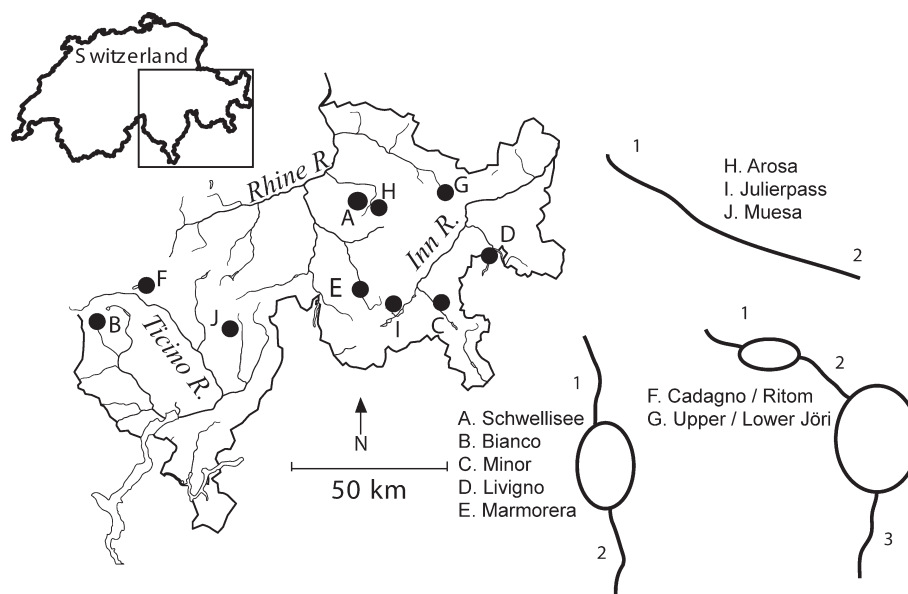 Switzerland
Rhine R.
H
A
G
Inn R.
D
E
I
C
F
B
J
Ticino R.
N
50 km
1
2
H. Arosa
I. Julierpass
J. Muesa
1
2
A. Schwellisee
B. Bianco
C. Minor
D. Livigno
E. Marmorera
1
2
3
F. Cadagno / Ritom
G. Upper / Lower Jöri